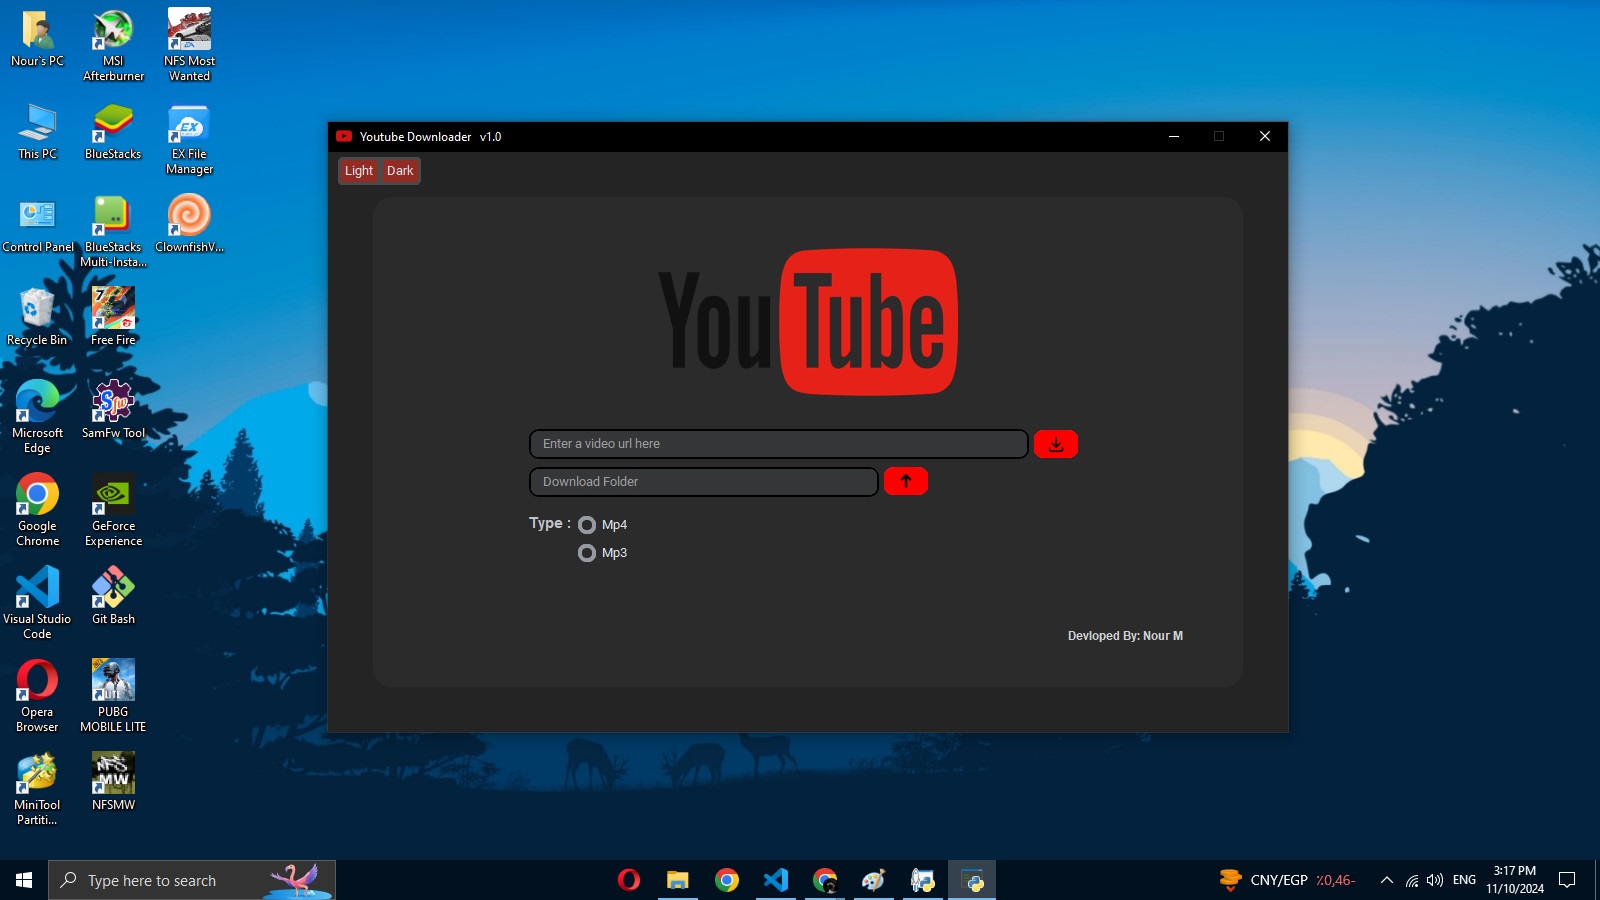 Nour`s PC
MSI
Afterburner
NFS Most
Wanted
This PC
BlueStacks
EX File
Manager
Control Panel
BlueStacks
Multi-Insta...
ClownfishV...
Recycle Bin
Free Fire
Microsoft
Edge
SamFw Tool
Google
Chrome
GeForce
Experience
Visual Studio
Code
Git Bash
Opera
Browser
PUBG
MOBILE LITE
MiniTool
Partiti...
NFSMW
Youtube Downloader v1.0
Light Dark
YouTube
Enter a video url here
Download Folder
Type : Mp4
Mp3
Devloped By: Nour M
Type here to search
CNY/EGP ٪0,46-
ENG
3:17 PM
11/10/2024